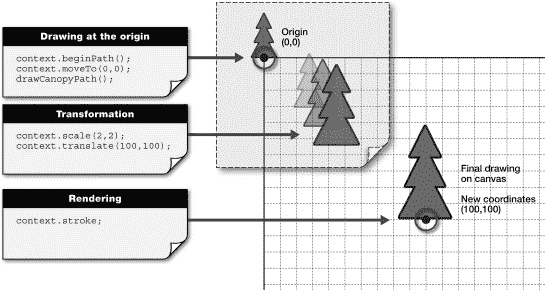 Drawing at the origin
context.beginPath();
context.moveTo(0,0);
drawCanopyPath();
Transformation
context.scale(2,2);
context.translate(100,100);
Rendering
context.stroke;
Origin
(0,0)
Final drawing
on canvas
New coordinates
(100,100)